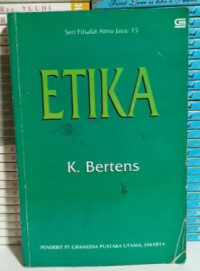 Seri Filsafat Atma Jaya: 15
ETIKA
K. Bertens
PENERBIT PT GRAMEDIA PUSTAKA UTAMA, JAKARTA